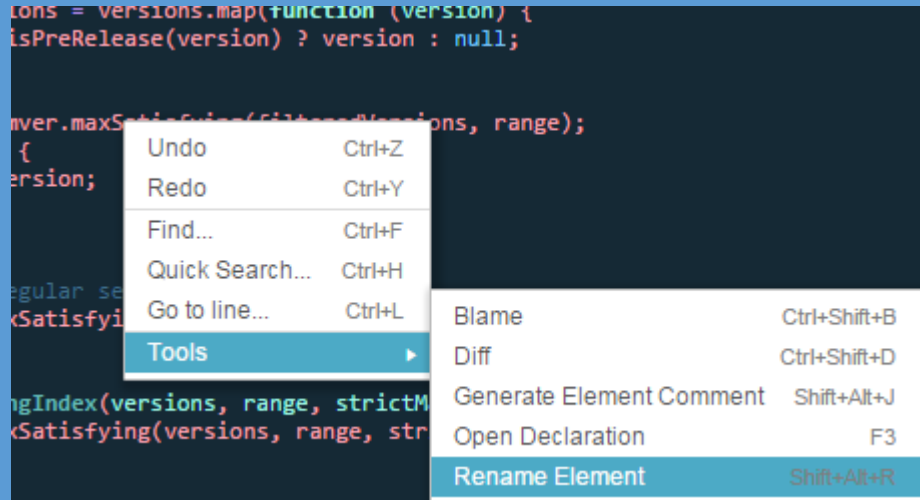 ions = versions.map(function (version) {
isPreRelease(version) ? version : null;
mver.maxSatisfying(filteredVersions, range);
{
ersion;
Undo Ctrl+Z
Redo Ctrl+Y
Find... Ctrl+F
Quick Search... Ctrl+H
Go to line... Ctrl+L
Tools
egular se
xSatisfyi
ngIndex(versions, range, strictM
xSatisfying(versions, range, str
Blame Ctrl+Shift+B
Diff Ctrl+Shift+D
Generate Element Comment Shift+Alt+J
Open Declaration F3
Rename Element Shift+Alt+R